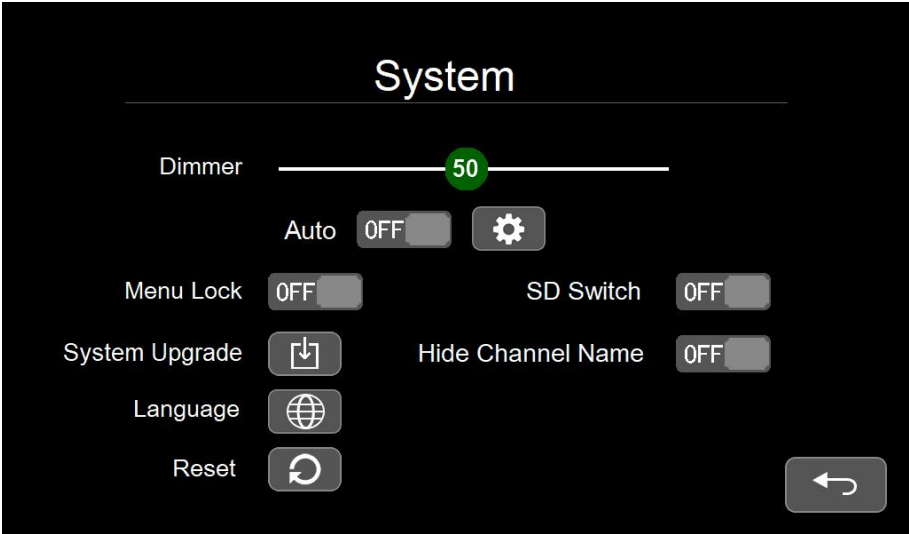 System
Dimmer 50
Auto OFF
Menu Lock OFF SD Switch OFF
System Upgrade Hide Channel Name OFF
Language
Reset